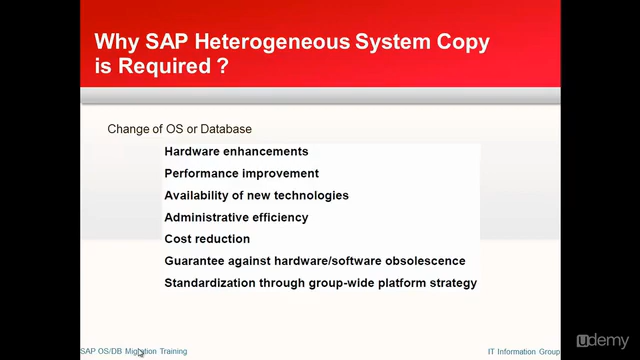 Why SAP Heterogeneous System Copy
is Required ?
Change of OS or Database
Hardware enhancements
Performance improvement
Availability of new technologies
Administrative efficiency
Cost reduction
Guarantee against hardware/software obsolescence
Standardization through group-wide platform strategy
SAP OS/DB Migration Training
IT Information Group
udemy